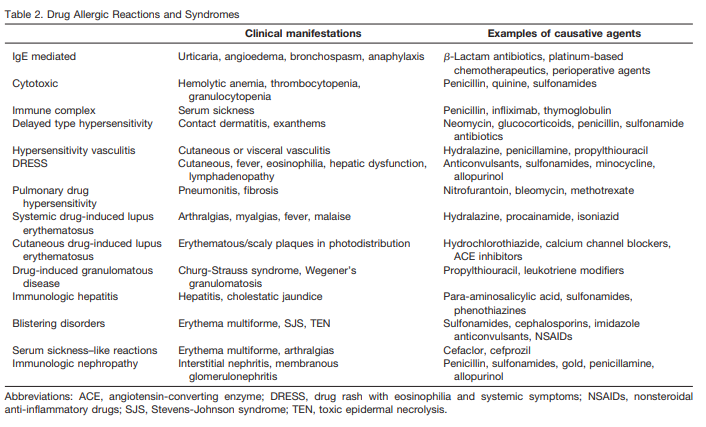 Table 2. Drug Allergic Reactions and Syndromes
Clinical manifestations Examples of causative agents
IgE mediated Urticaria, angioedema, bronchospasm, anaphylaxis β-Lactam antibiotics, platinum-based
chemotherapeutics, perioperative agents
Cytotoxic Hemolytic anemia, thrombocytopenia, Penicillin, quinine, sulfonamides
granulocytopenia
Immune complex Serum sickness Penicillin, infliximab, thymoglobulin
Delayed type hypersensitivity Contact dermatitis, exanthems Neomycin, glucocorticoids, penicillin, sulfonamide
antibiotics
Hypersensitivity vasculitis Cutaneous or visceral vasculitis Hydralazine, penicillamine, propylthiouracil
DRESS Cutaneous, fever, eosinophilia, hepatic dysfunction, Anticonvulsants, sulfonamides, minocycline,
lymphadenopathy allopurinol
Pulmonary drug Pneumonitis, fibrosis Nitrofurantoin, bleomycin, methotrexate
hypersensitivity
Systemic drug-induced lupus Arthralgias, myalgias, fever, malaise Hydralazine, procainamide, isoniazid
erythematosus
Cutaneous drug-induced lupus Erythematous/scaly plaques in photodistribution Hydrochlorothiazide, calcium channel blockers,
erythematosus ACE inhibitors
Drug-induced granulomatous Churg-Strauss syndrome, Wegener's Propylthiouracil, leukotriene modifiers
disease granulomatosis
Immunologic hepatitis Hepatitis, cholestatic jaundice Para-aminosalicylic acid, sulfonamides,
phenothiazines
Blistering disorders Erythema multiforme, SJS, TEN Sulfonamides, cephalosporins, imidazole
anticonvulsants, NSAIDs
Serum sickness–like reactions Erythema multiforme, arthralgias Cefaclor, cefprozil
Immunologic nephropathy Interstitial nephritis, membranous Penicillin, sulfonamides, gold, penicillamine,
glomerulonephritis allopurinol
Abbreviations: ACE, angiotensin-converting enzyme; DRESS, drug rash with eosinophilia and systemic symptoms; NSAIDs, nonsteroidal
anti-inflammatory drugs; SJS, Stevens-Johnson syndrome; TEN, toxic epidermal necrolysis.